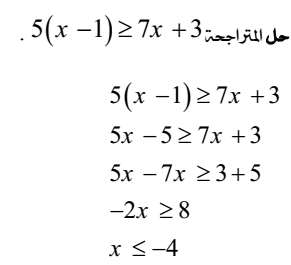 حل المتراجحة 5(x −1) ≥ 7x +3 .
5(x −1) ≥ 7x +3
5x −5 ≥ 7x +3
5x −7x ≥ 3+5
−2x ≥ 8
x ≤ −4